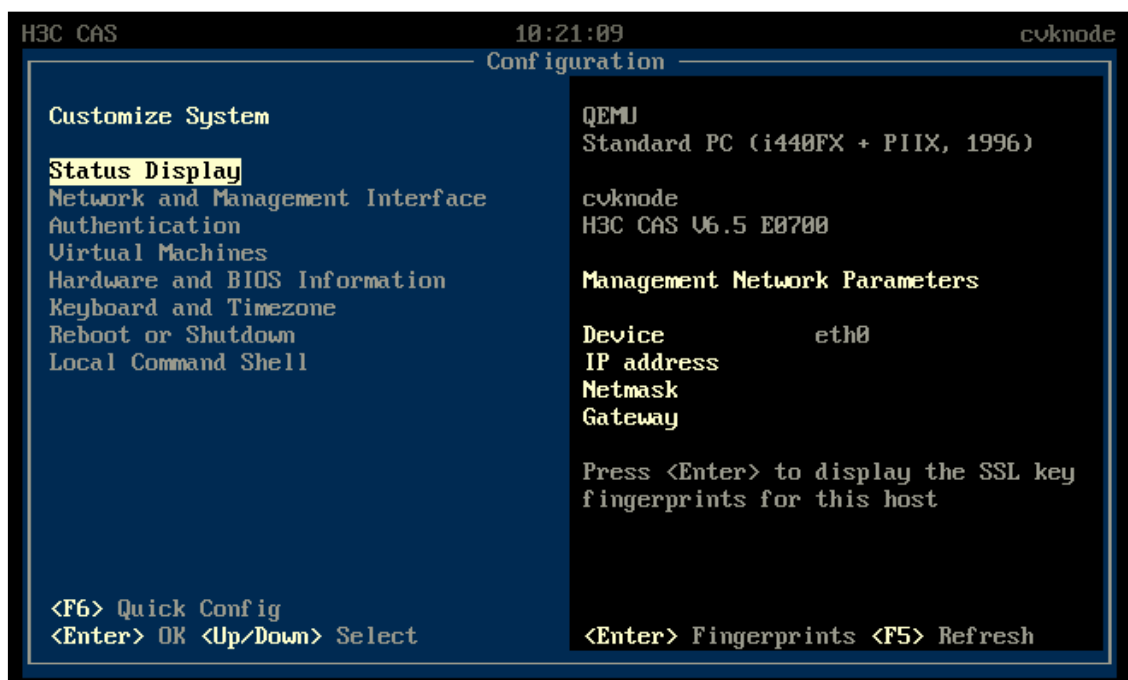 H3C CAS 10:21:09 cvknode
Configuration
Customize System
Status Display
Network and Management Interface
Authentication
Virtual Machines
Hardware and BIOS Information
Keyboard and Timezone
Reboot or Shutdown
Local Command Shell
<F6> Quick Config
<Enter> OK <Up/Down> Select
QEMU
Standard PC (i440FX + PIIX, 1996)
cvknode
H3C CAS V6.5 E0700
Management Network Parameters
Device eth0
IP address
Netmask
Gateway
Press <Enter> to display the SSL key
fingerprints for this host
<Enter> Fingerprints <F5> Refresh